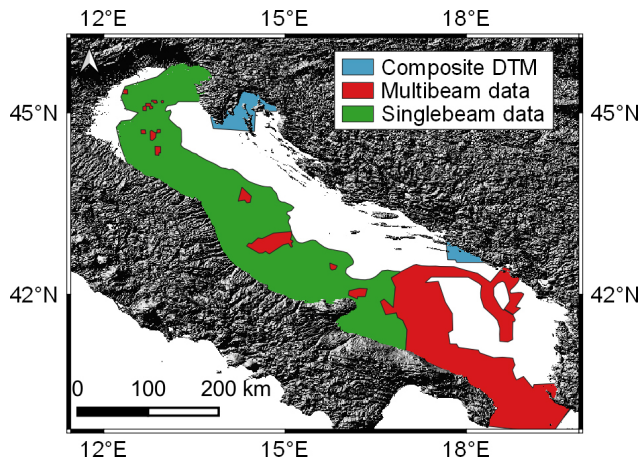 12°E 15°E 18°E
Composite DTM
Multibeam data
Singlebeam data
45°N 45°N
42°N 42°N
0 100 200 km
12°E 15°E 18°E